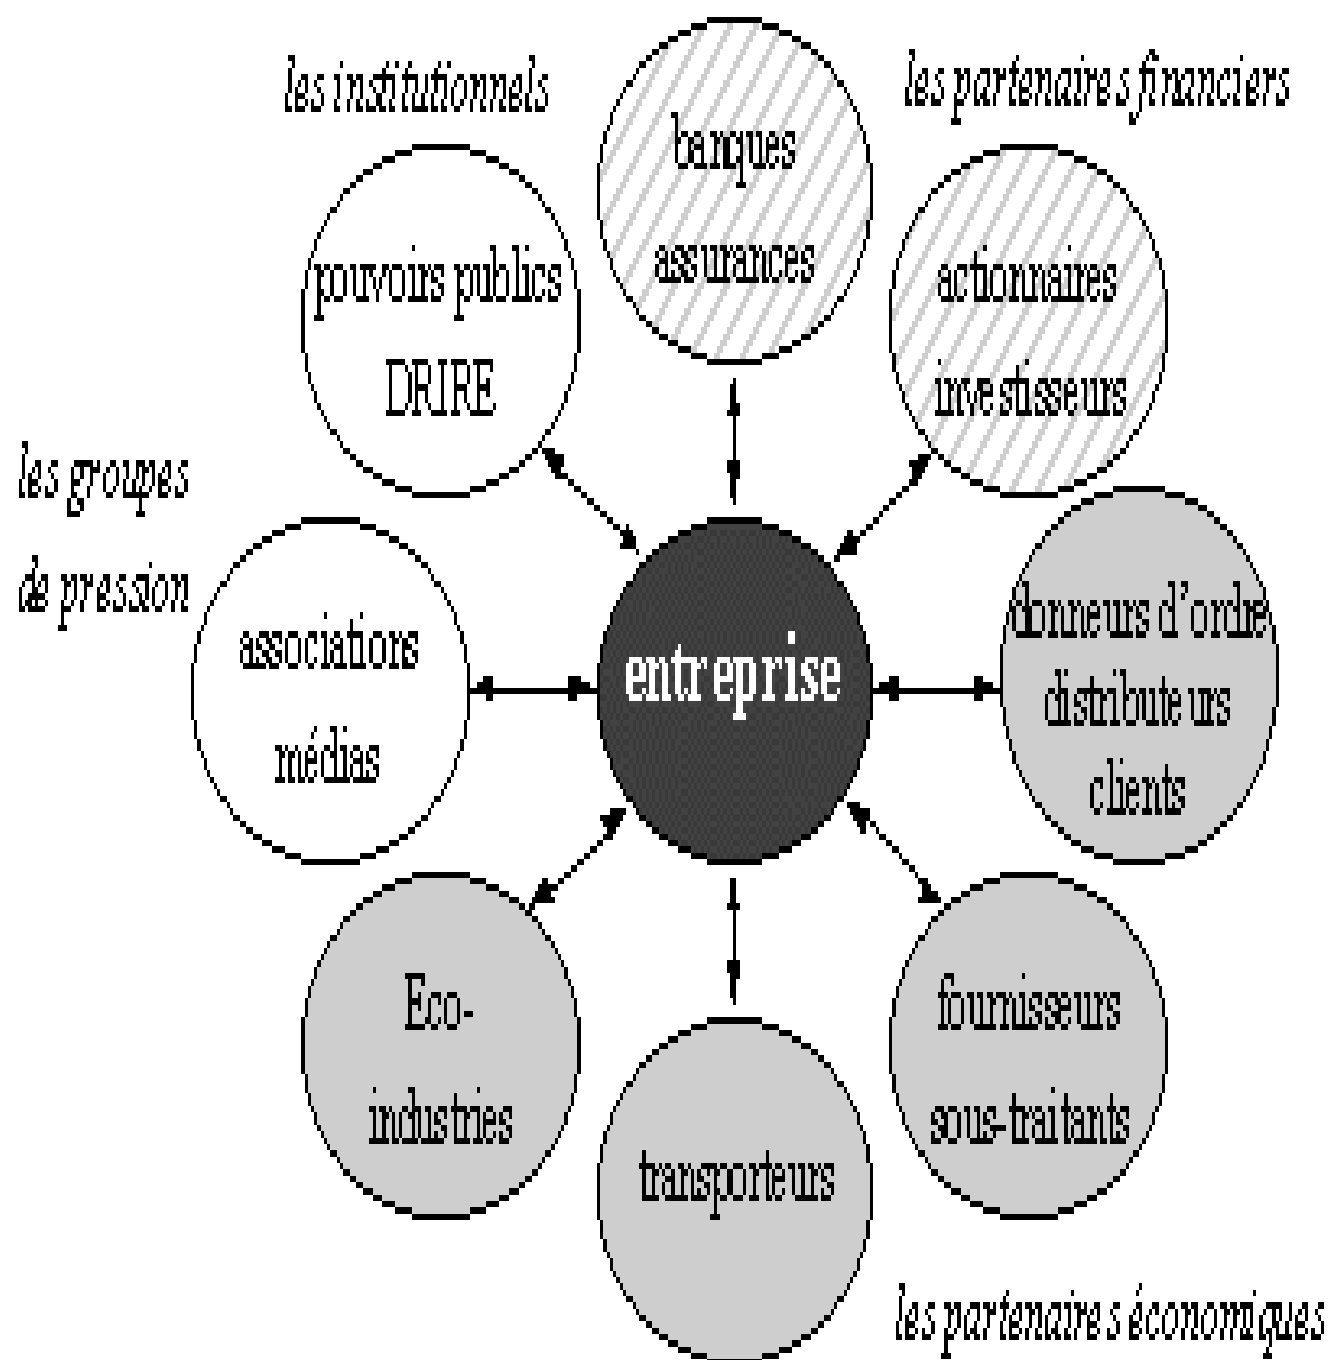 les institutionnels
les partenaires financiers
banques
assurances
pouvoirs publics
DRIRE
actionnaires
investisseurs
les groupes
de pression
associations
médias
entreprise
donneurs d'ordre
distributeurs
clients
Eco-
industries
transporteurs
fournisseurs
sous-traitants
les partenaires économiques